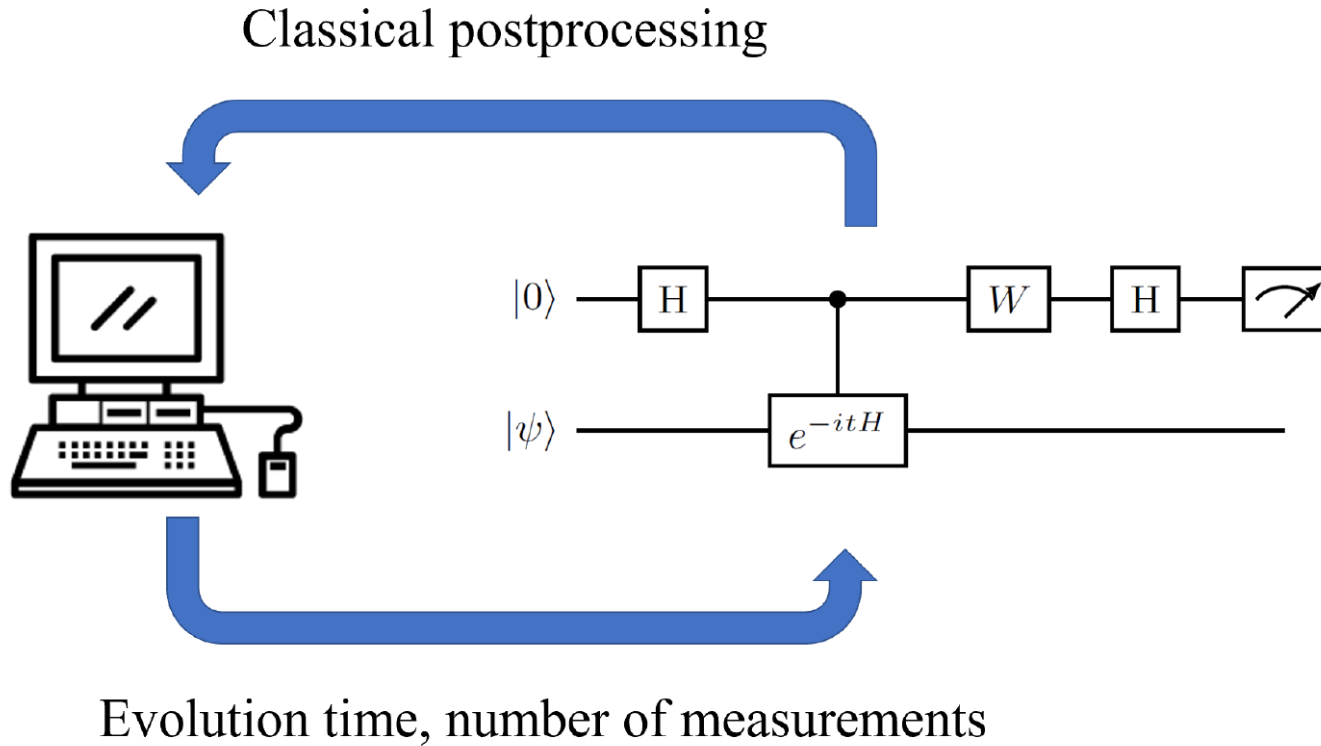 Classical postprocessing
|0⟩ H W H
|ψ⟩ e^{-itH}
Evolution time, number of measurements